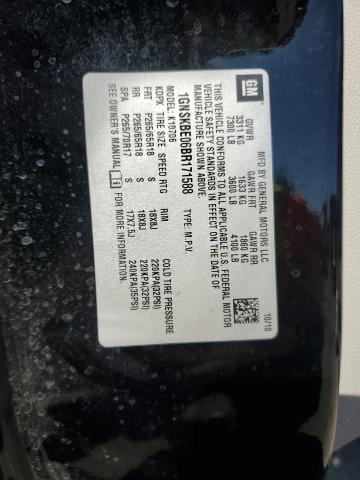 GM
MFD BY GENERAL MOTORS LLC 10/10
GVWR GAWR FRT GAWR RR
3311 KG 1633 KG 1860 KG
7300 LB 3600 LB 4100 LB
THIS VEHICLE CONFORMS TO ALL APPLICABLE U.S. FEDERAL MOTOR
VEHICLE SAFETY STANDARDS IN EFFECT ON THE DATE OF
MANUFACTURE SHOWN ABOVE.
1GNSKBE06BR171588 TYPE: M.P.V.
MODEL: K10706
KDPX TIRE SIZE SPEED RTG RIM COLD TIRE PRESSURE
FRT P265/65R18 S 18X8J 220KPA(32PSI)
RR P265/65R18 S 18X8J 220KPA(32PSI)
SPA P265/70R17 S 17X7.5J 240KPA(35PSI)
SEE OWNER'S MANUAL i FOR MORE INFORMATION.